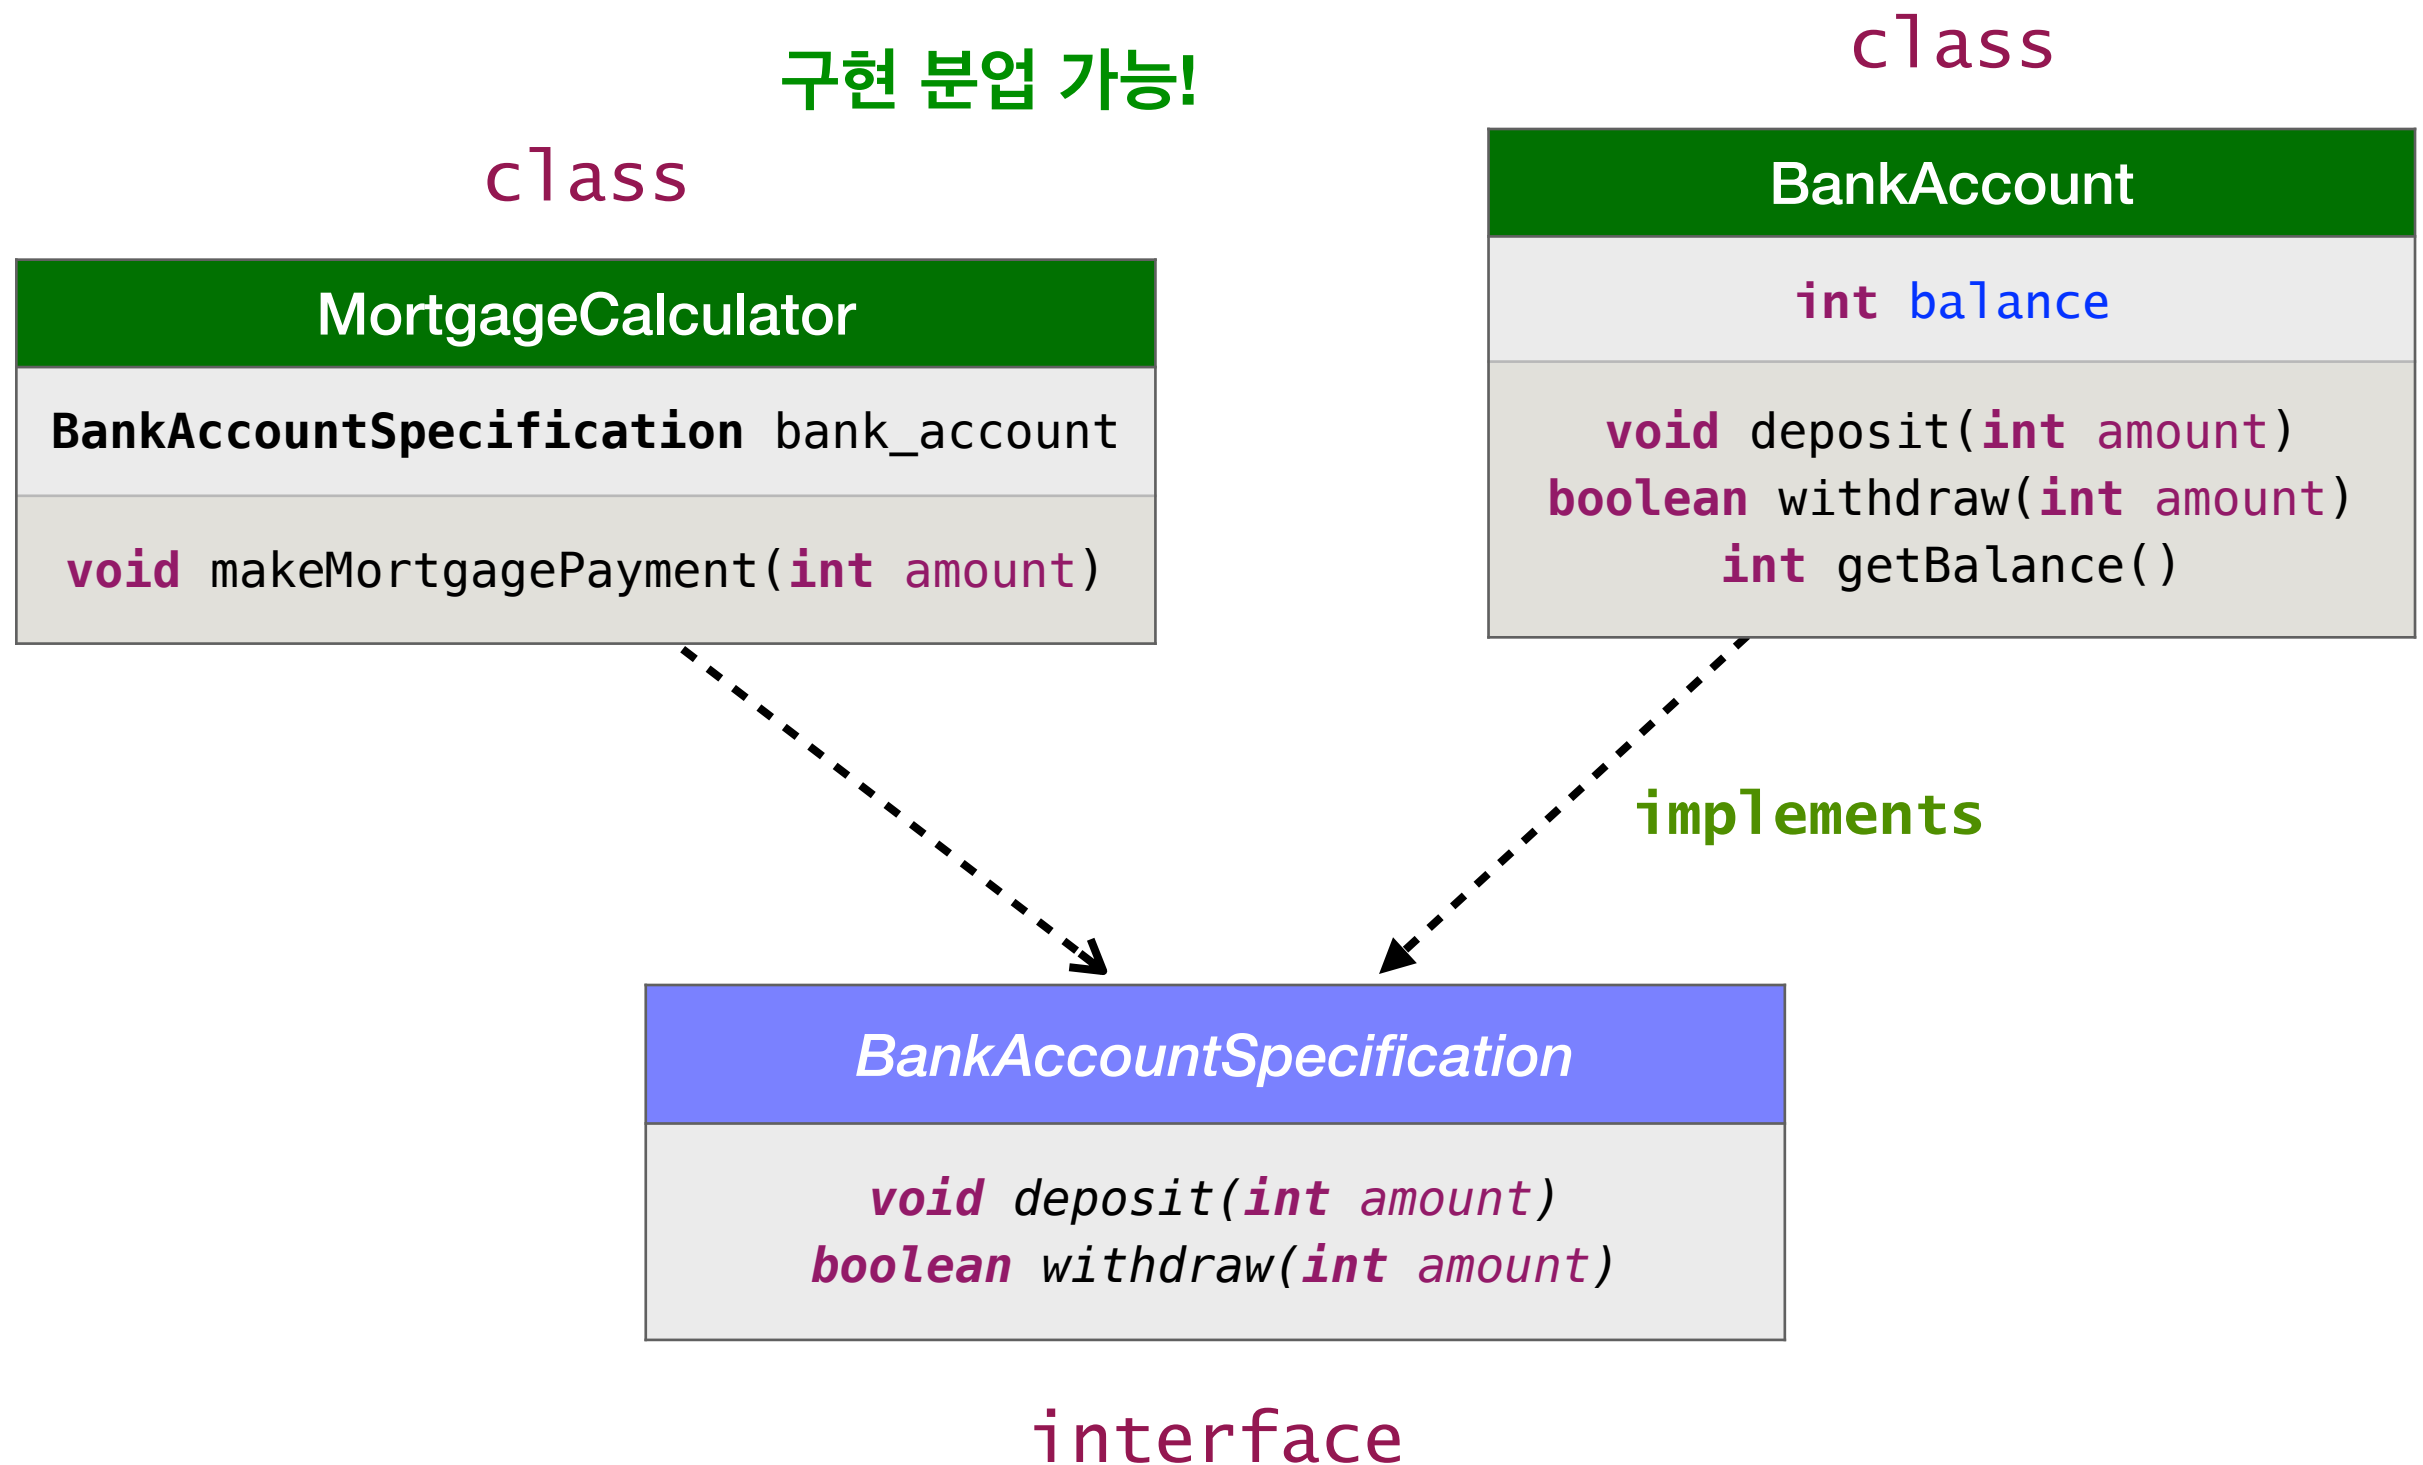 구현 분업 가능!
class
MortgageCalculator
BankAccountSpecification bank_account
void makeMortgagePayment(int amount)
class
BankAccount
int balance
void deposit(int amount)
boolean withdraw(int amount)
int getBalance()
implements
BankAccountSpecification
void deposit(int amount)
boolean withdraw(int amount)
interface